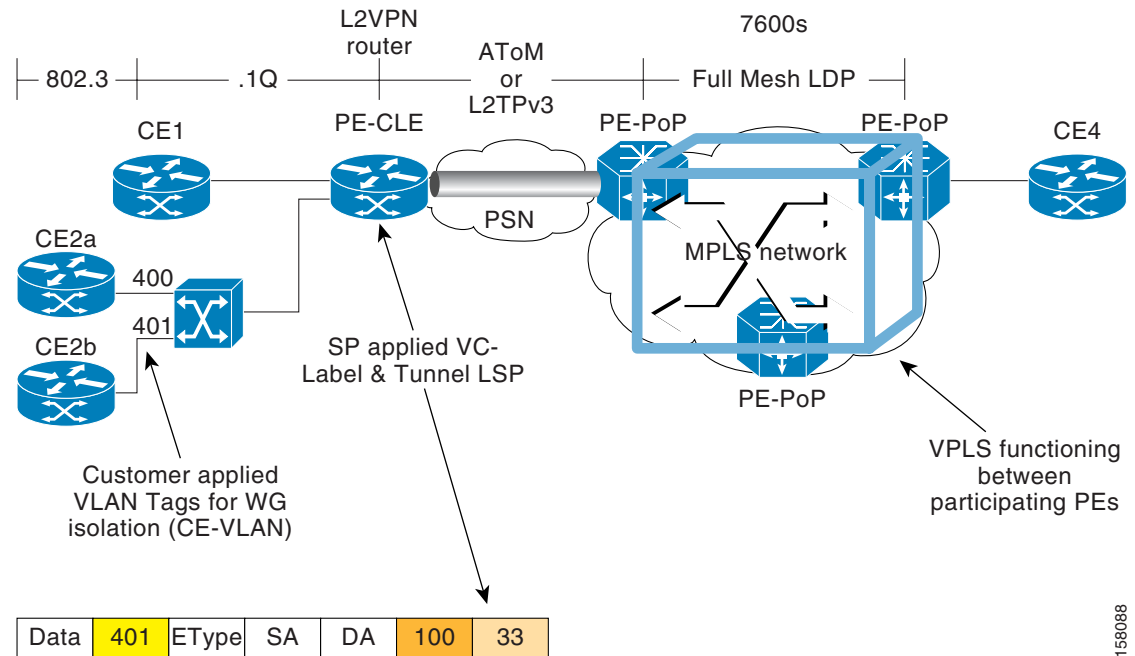 L2VPN
router
7600s
802.3
.1Q
AToM
or
L2TPv3
Full Mesh LDP
CE1
PE-CLE
PE-PoP
PE-PoP
CE4
PSN
CE2a
400
MPLS network
401
CE2b
SP applied VC-
Label & Tunnel LSP
PE-PoP
Customer applied
VLAN Tags for WG
isolation (CE-VLAN)
VPLS functioning
between
participating PEs
Data 401 EType SA DA 100 33
158088